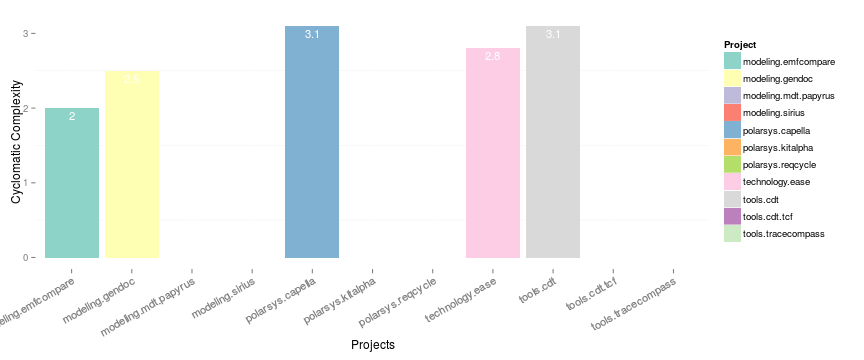 3
2
1
0
Cyclomatic Complexity
2
2.5
3.1
2.8
3.1
eling.emfcompare
modeling.gendoc
modeling.mdt.papyrus
modeling.sirius
polarsys.capella
polarsys.kitalpha
polarsys.reqcycle
technology.ease
tools.cdt
tools.cdt.tcf
tools.tracecompass
Projects
Project
modeling.emfcompare
modeling.gendoc
modeling.mdt.papyrus
modeling.sirius
polarsys.capella
polarsys.kitalpha
polarsys.reqcycle
technology.ease
tools.cdt
tools.cdt.tcf
tools.tracecompass